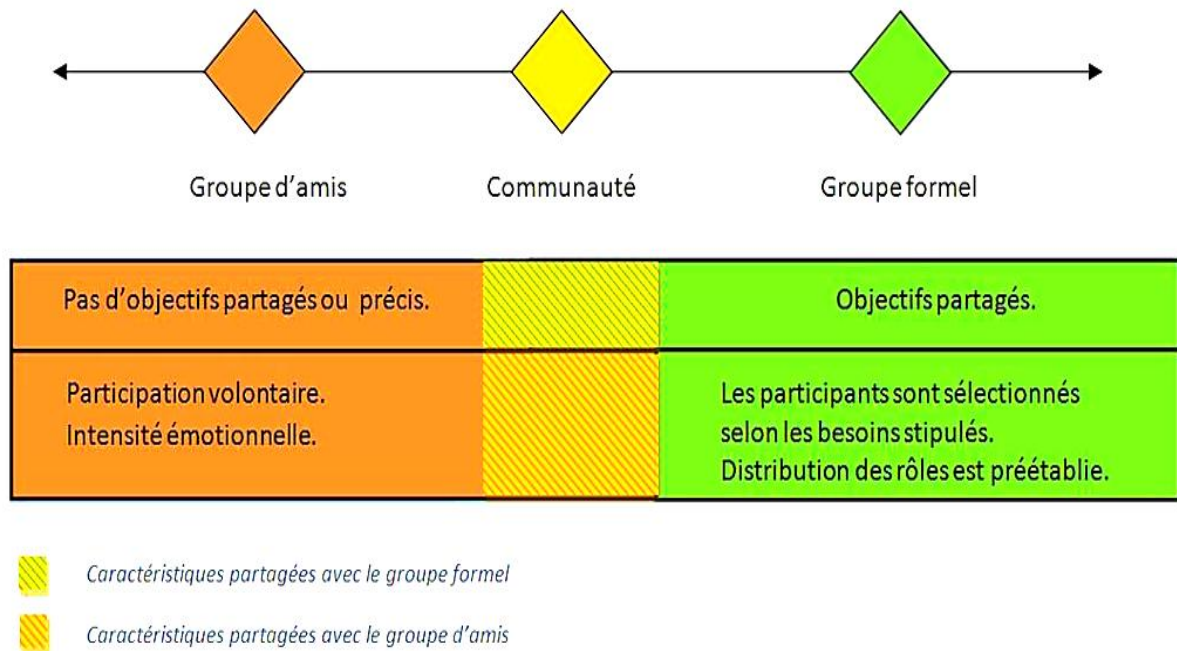 Groupe d'amis
Communauté
Groupe formel
Pas d'objectifs partagés ou précis.
Objectifs partagés.
Participation volontaire.
Intensité émotionnelle.
Les participants sont sélectionnés
selon les besoins stipulés.
Distribution des rôles est préétablie.
Caractéristiques partagées avec le groupe formel
Caractéristiques partagées avec le groupe d'amis